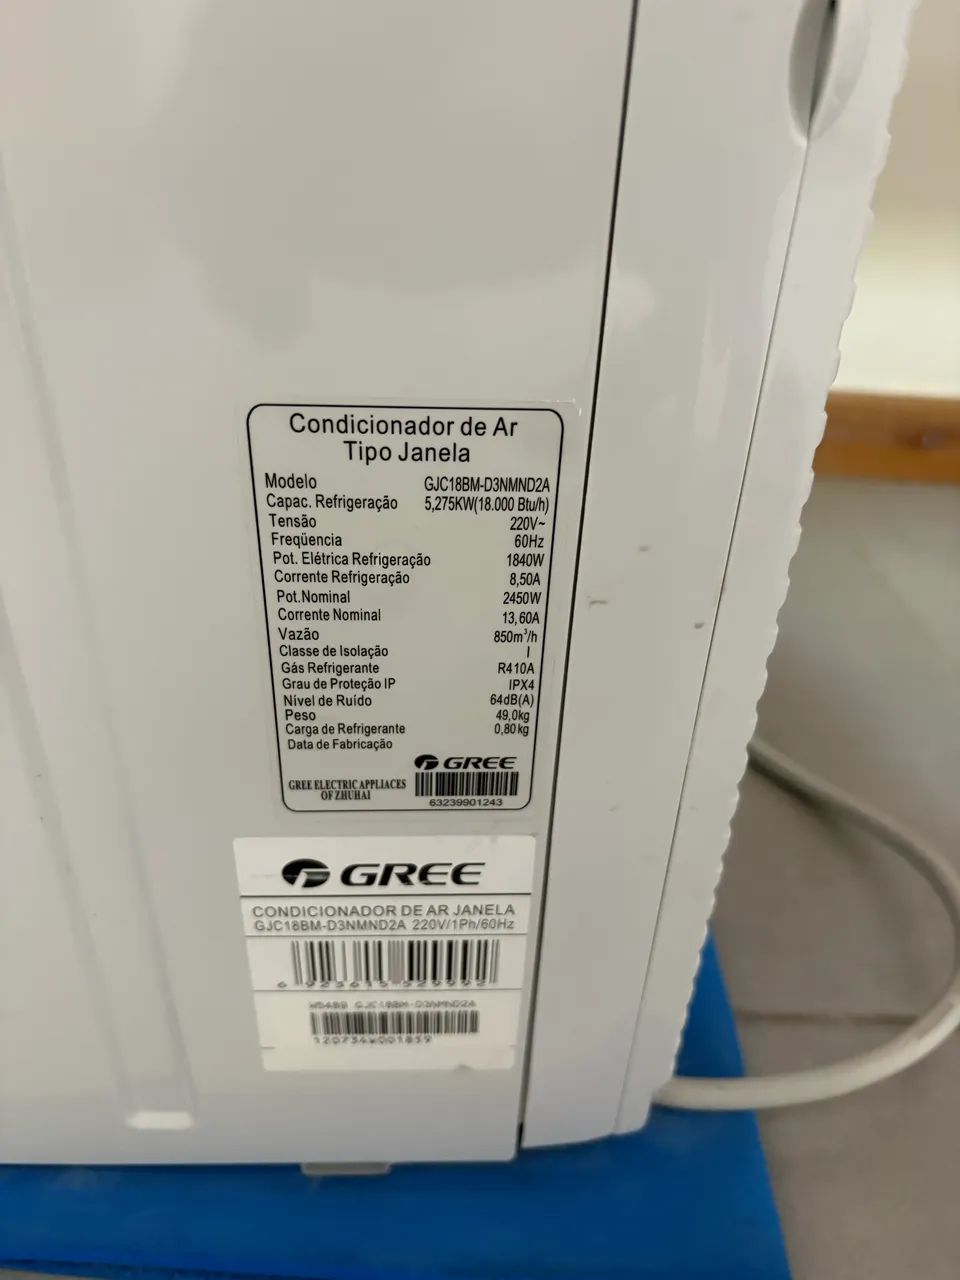 Condicionador de Ar
Tipo Janela
Modelo GJC18BM-D3NMND2A
Capac. Refrigeração 5,275KW(18.000 Btu/h)
Tensão 220V~
Freqüencia 60Hz
Pot. Elétrica Refrigeração 1840W
Corrente Refrigeração 8,50A
Pot.Nominal 2450W
Corrente Nominal 13,60A
Vazão 850m³/h
Classe de Isolação I
Gás Refrigerante R410A
Grau de Proteção IP IPX4
Nível de Ruído 64dB(A)
Peso 49,0kg
Carga de Refrigerante 0,80kg
Data de Fabricação
GREE
GREE ELECTRIC APPLIACES
OF ZHUHAI
63239901243
GREE
CONDICIONADOR DE AR JANELA
GJC18BM-D3NMND2A 220V/1Ph/60Hz
GJC18BM-D3NMND2A